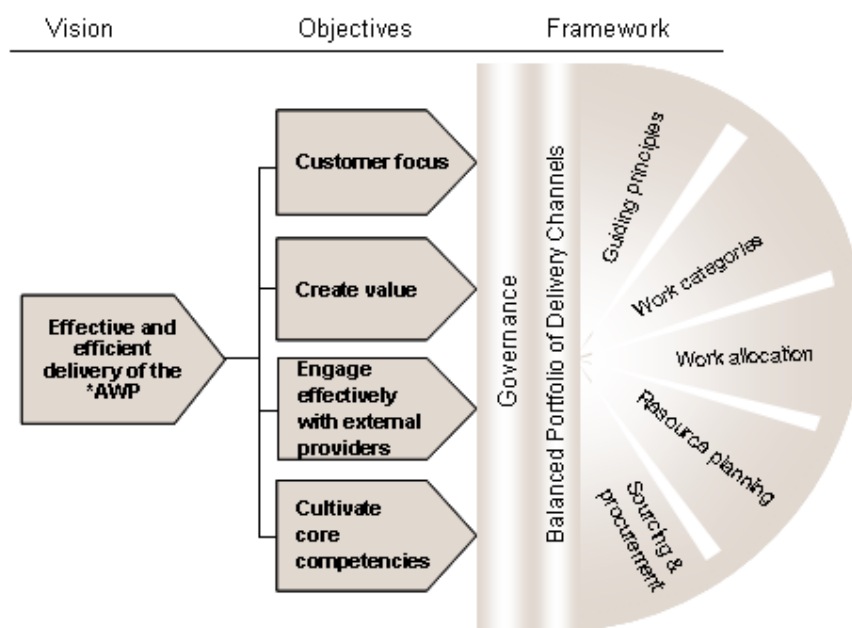 Vision
Objectives
Framework
Effective and
efficient
delivery of the
*AWP
Customer focus
Create value
Engage
effectively
with external
providers
Cultivate
core
competencies
Governance
Balanced Portfolio of Delivery Channels
Guiding principles
Work categories
Work allocation
Resource planning
Sourcing &
procurement